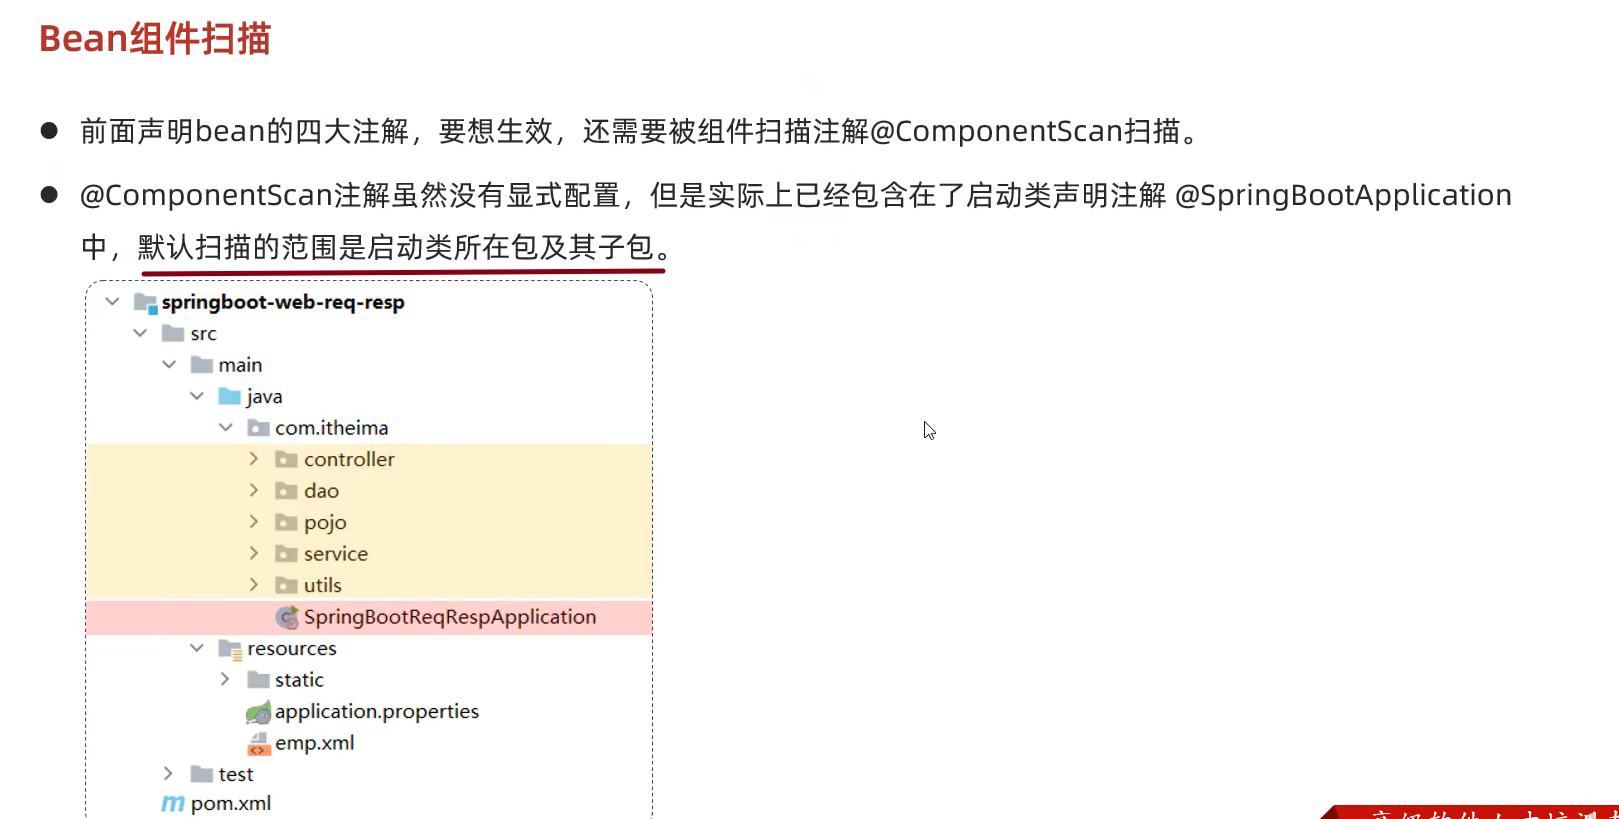 Bean组件扫描
前面声明bean的四大注解，要想生效，还需要被组件扫描注解@ComponentScan扫描。
@ComponentScan注解虽然没有显式配置，但是实际上已经包含在了启动类声明注解 @SpringBootApplication
中，默认扫描的范围是启动类所在包及其子包。
springboot-web-req-resp
src
main
java
com.itheima
controller
dao
pojo
service
utils
SpringBootReqRespApplication
resources
static
application.properties
emp.xml
test
pom.xml